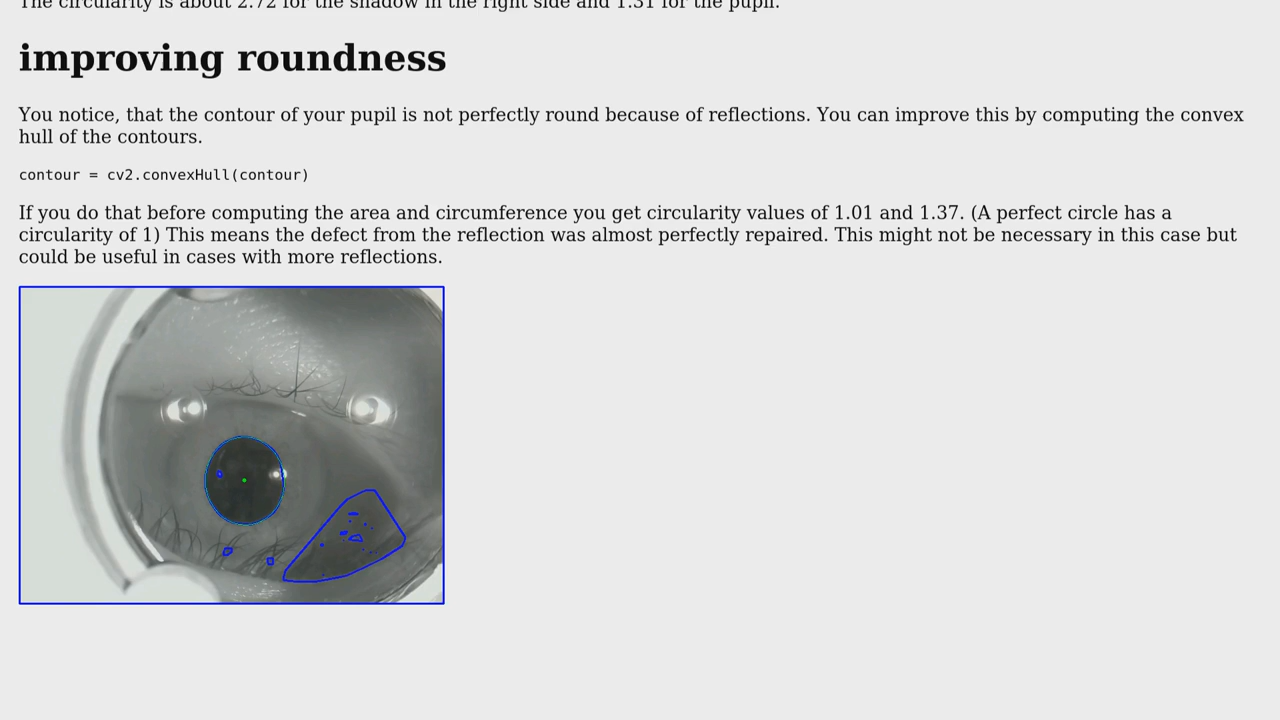 The circularity is about 2.72 for the shadow in the right side and 1.31 for the pupil.
improving roundness
You notice, that the contour of your pupil is not perfectly round because of reflections. You can improve this by computing the convex
hull of the contours.
contour = cv2.convexHull(contour)
If you do that before computing the area and circumference you get circularity values of 1.01 and 1.37. (A perfect circle has a
circularity of 1) This means the defect from the reflection was almost perfectly repaired. This might not be necessary in this case but
could be useful in cases with more reflections.